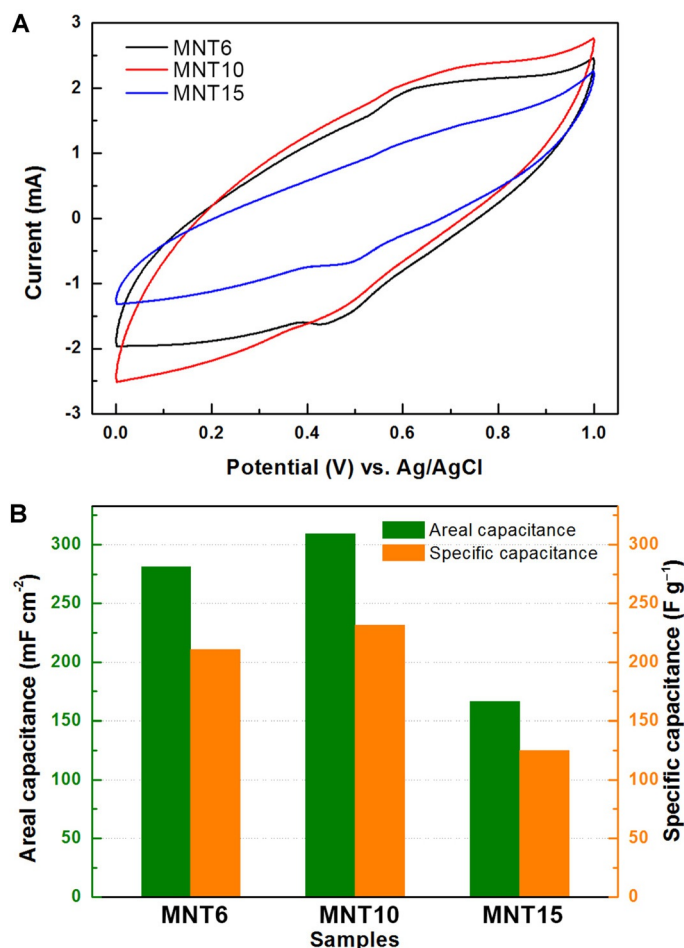 A
MNT6
MNT10
MNT15
3
2
1
0
-1
-2
-3
Current (mA)
0.0 0.2 0.4 0.6 0.8 1.0
Potential (V) vs. Ag/AgCl
B
Areal capacitance
Specific capacitance
300
250
200
150
100
50
0
Areal capacitance (mF cm⁻²)
300
250
200
150
100
50
0
Specific capacitance (F g⁻¹)
MNT6 MNT10 MNT15
Samples